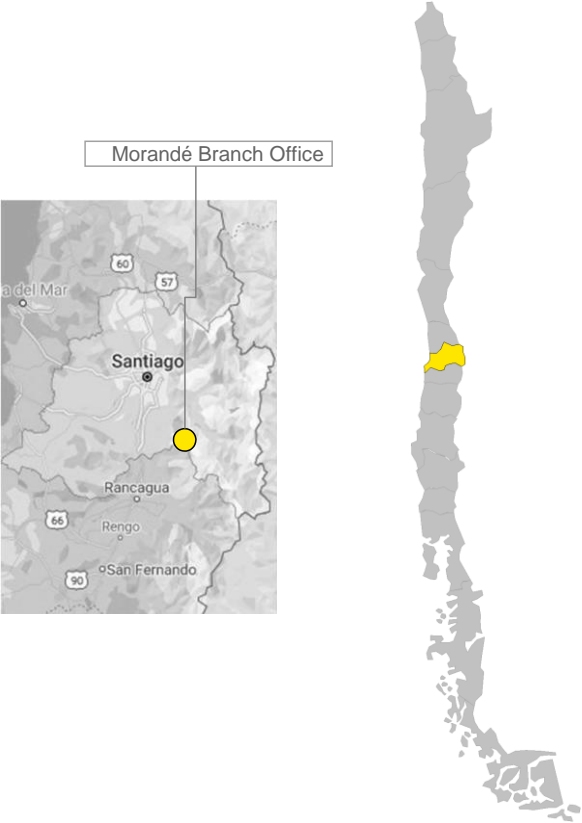 Morandé Branch Office
60
57
a del Mar
Santiago
Rancagua
66
Rengo
90
San Fernando